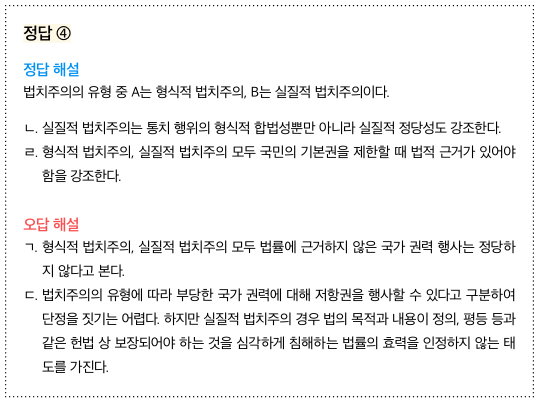 정답 ④
정답 해설
법치주의의 유형 중 A는 형식적 법치주의, B는 실질적 법치주의이다.
ㄴ. 실질적 법치주의는 통치 행위의 형식적 합법성뿐만 아니라 실질적 정당성도 강조한다.
ㄹ. 형식적 법치주의, 실질적 법치주의 모두 국민의 기본권을 제한할 때 법적 근거가 있어야
함을 강조한다.
오답 해설
ㄱ. 형식적 법치주의, 실질적 법치주의 모두 법률에 근거하지 않은 국가 권력 행사는 정당하
지 않다고 본다.
ㄷ. 법치주의의 유형에 따라 부당한 국가 권력에 대해 저항권을 행사할 수 있다고 구분하여
단정을 짓기는 어렵다. 하지만 실질적 법치주의 경우 법의 목적과 내용이 정의, 평등 등과
같은 헌법 상 보장되어야 하는 것을 심각하게 침해하는 법률의 효력을 인정하지 않는 태
도를 가진다.